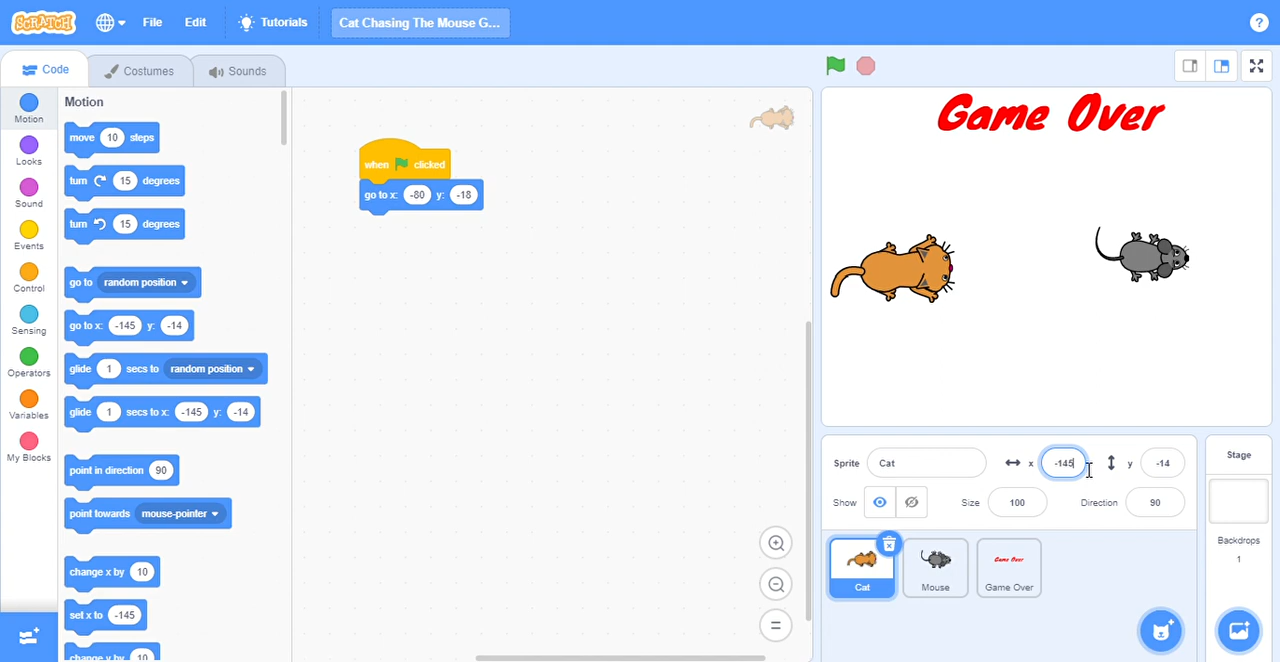 SCRATCH File Edit Tutorials Cat Chasing The Mouse G... ?
Code Costumes Sounds
Motion
Looks
Sound
Events
Control
Sensing
Operators
Variables
My Blocks
Motion
move 10 steps
turn 15 degrees
turn 15 degrees
go to random position
go to x: -145 y: -14
glide 1 secs to random position
glide 1 secs to x: -145 y: -14
point in direction 90
point towards mouse-pointer
change x by 10
set x to -145
change y by 10
when clicked
go to x: -80 y: -18
Game Over
Sprite Cat x -145 y -14
Show Size 100 Direction 90
Game Over
Cat Mouse Game Over
Stage
Backdrops
1